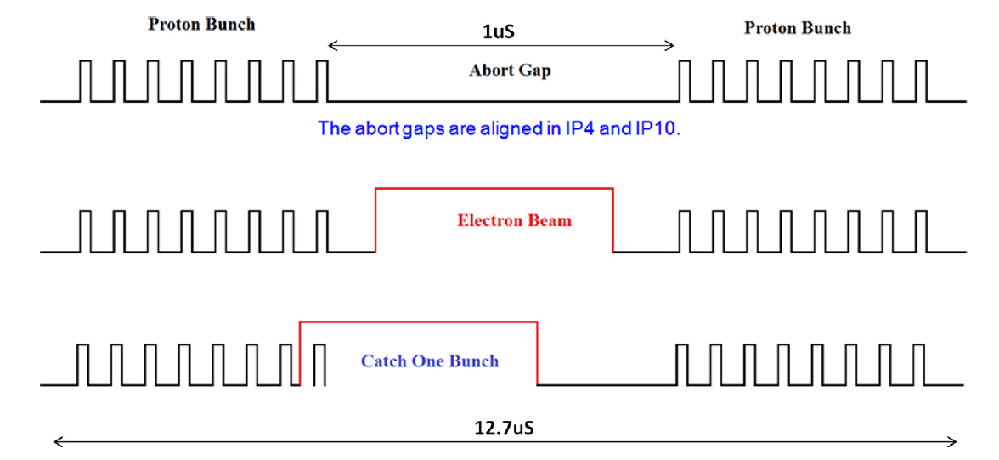 Proton Bunch
1uS
Proton Bunch
Abort Gap
The abort gaps are aligned in IP4 and IP10.
Electron Beam
Catch One Bunch
12.7uS